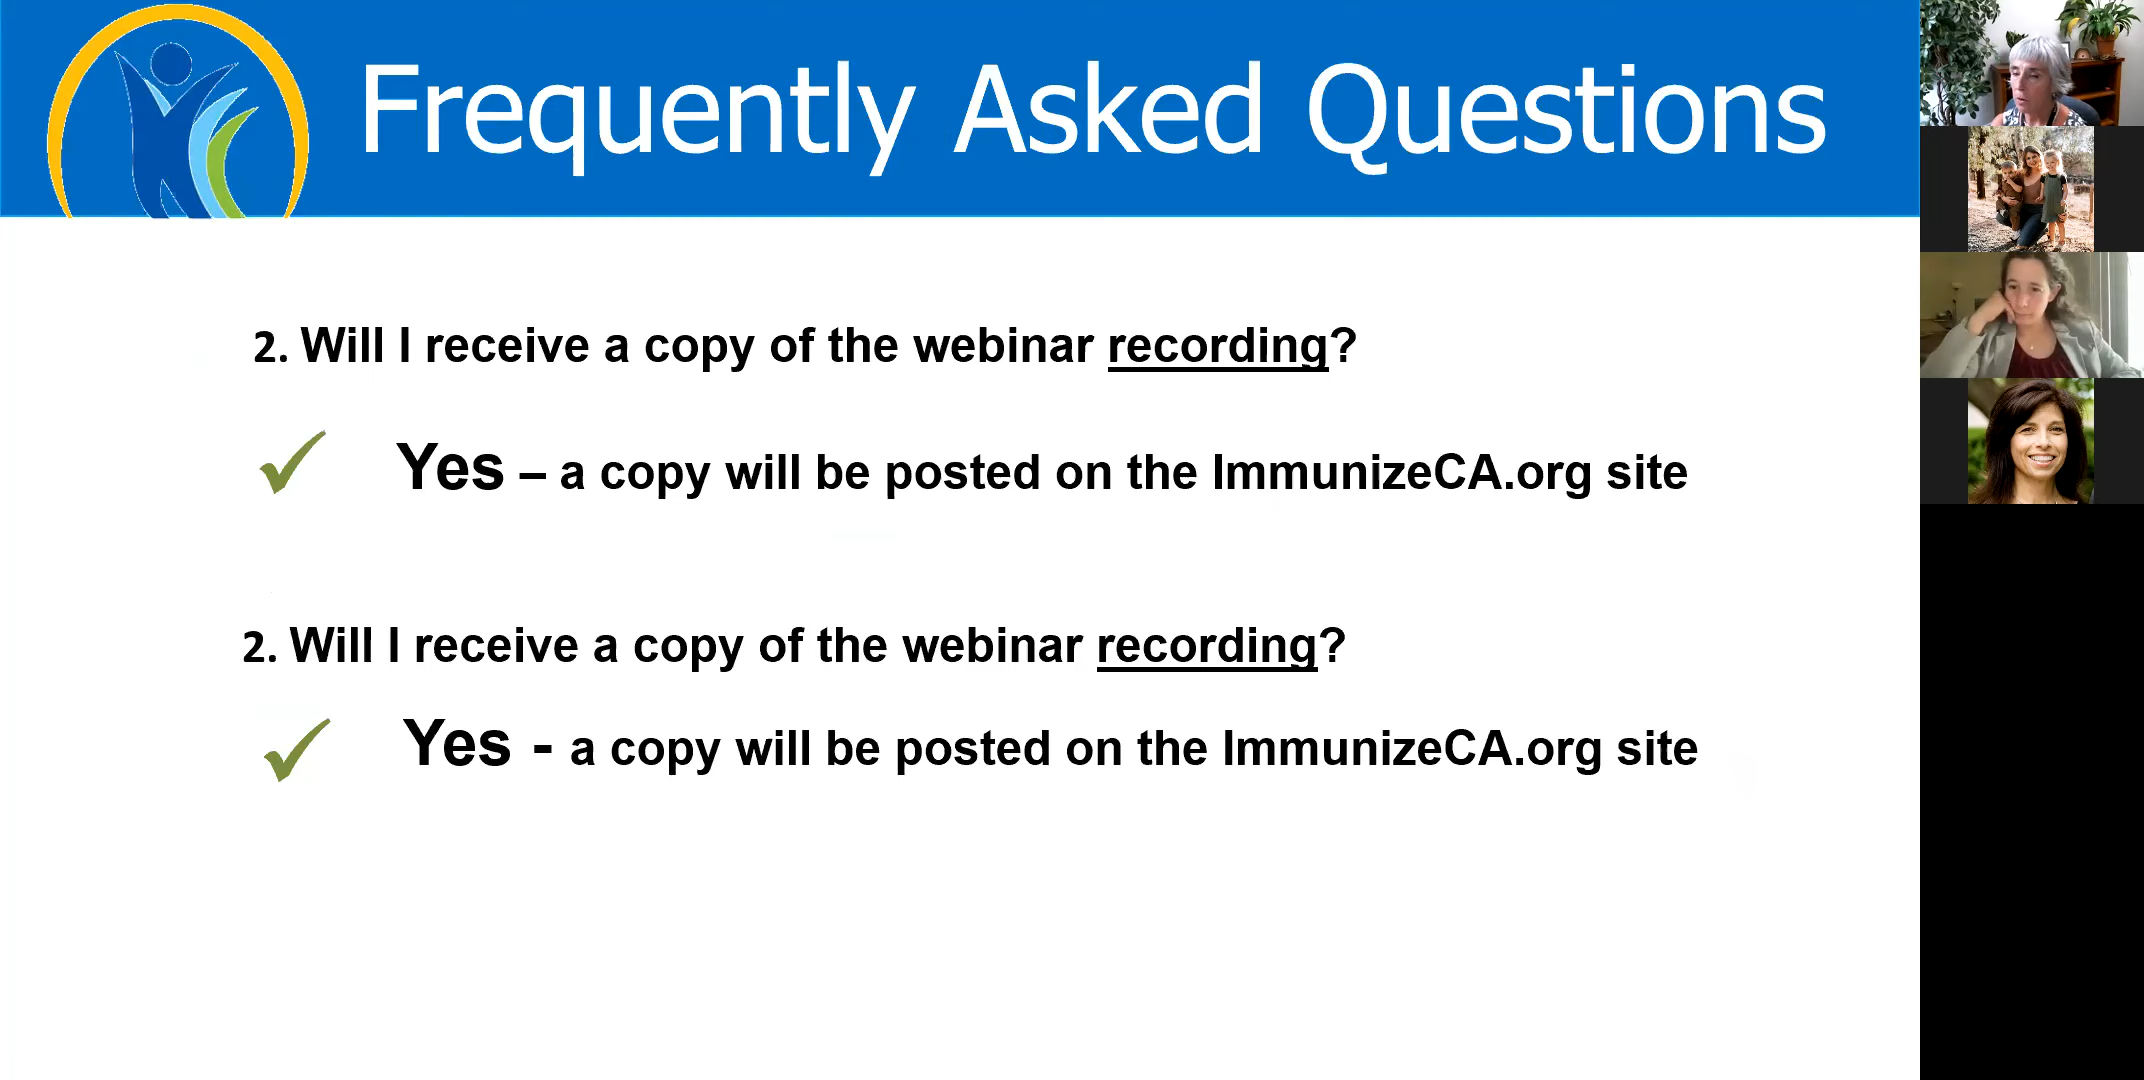 Frequently Asked Questions
2. Will I receive a copy of the webinar recording?
Yes – a copy will be posted on the ImmunizeCA.org site
2. Will I receive a copy of the webinar recording?
Yes - a copy will be posted on the ImmunizeCA.org site